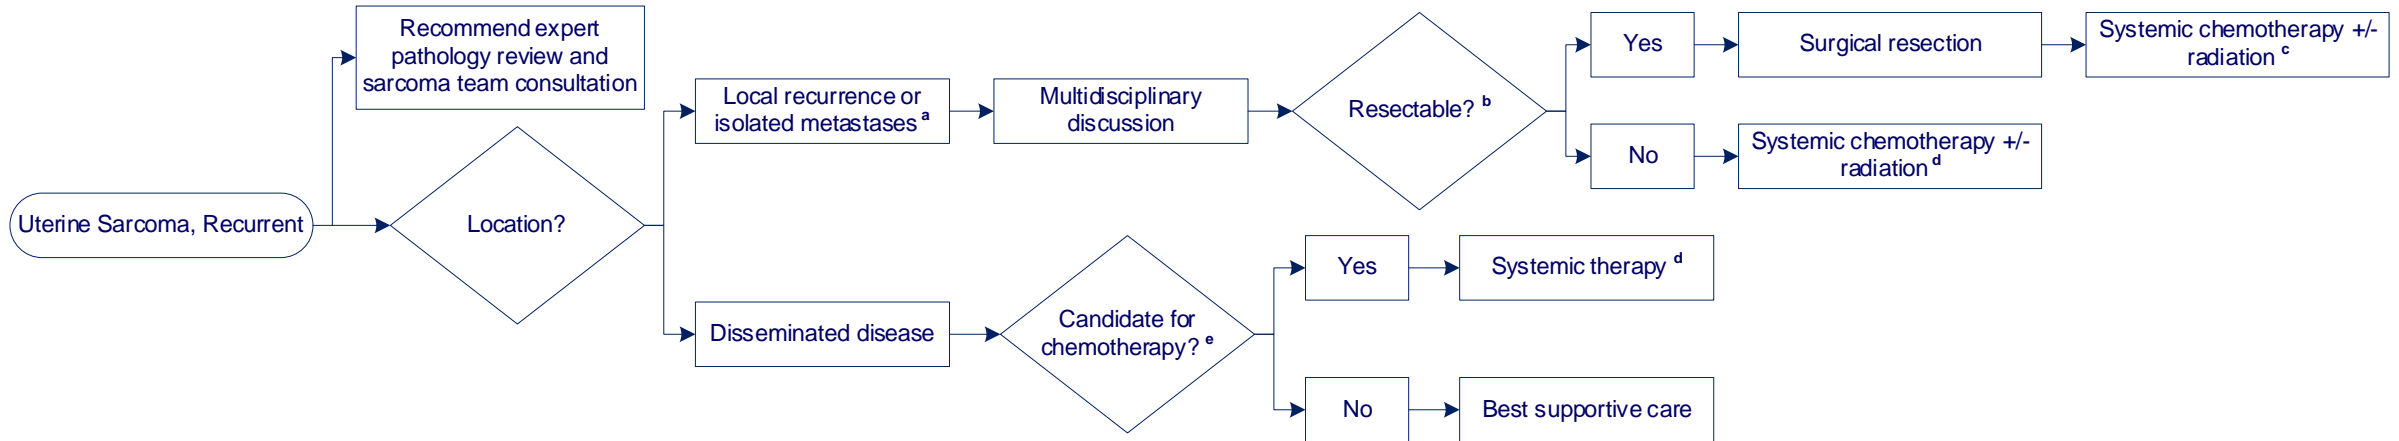 Recommend expert
pathology review and
sarcoma team consultation
Uterine Sarcoma, Recurrent
Location?
Local recurrence or
isolated metastases a
Multidisciplinary
discussion
Resectable? b
Yes
Surgical resection
Systemic chemotherapy +/-
radiation c
No
Systemic chemotherapy +/-
radiation d
Disseminated disease
Candidate for
chemotherapy? e
Yes
Systemic therapy d
No
Best supportive care